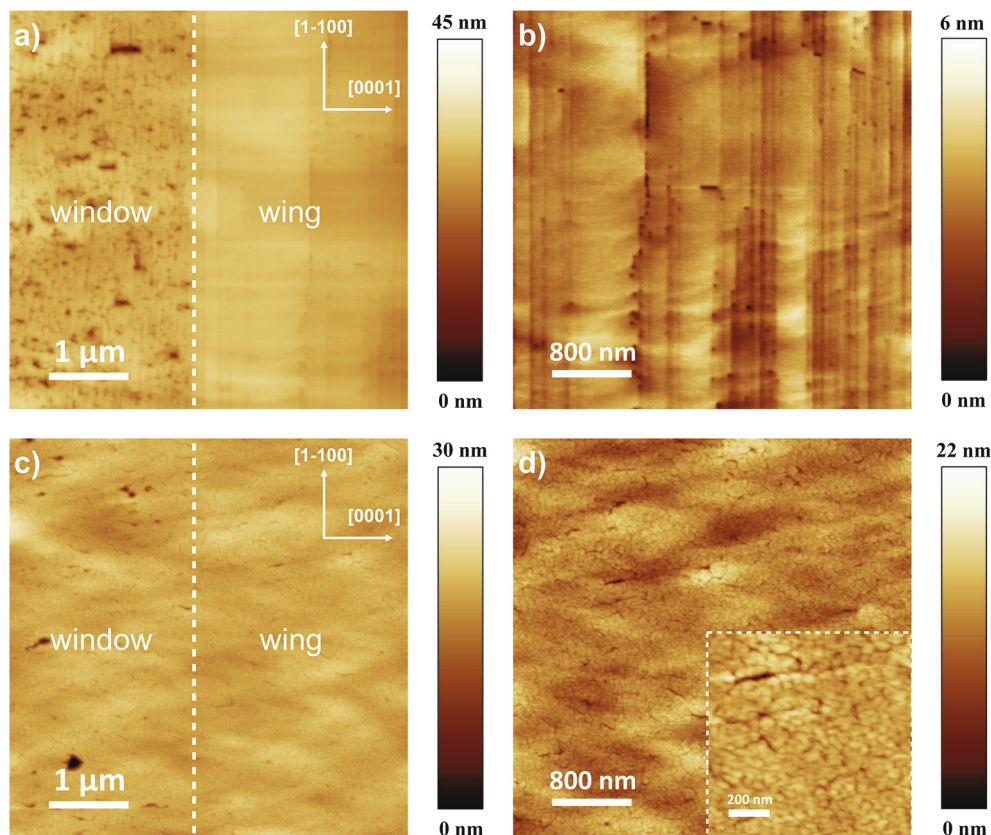 a)
[1-100]
[0001]
window
wing
1 μm
45 nm
0 nm
b)
800 nm
6 nm
0 nm
c)
[1-100]
[0001]
window
wing
1 μm
30 nm
0 nm
d)
800 nm
200 nm
22 nm
0 nm